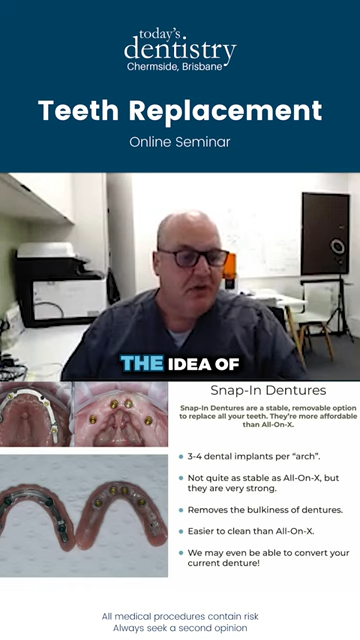 today's
dentistry
Chermside, Brisbane
Teeth Replacement
Online Seminar
THE IDEA OF
Snap-In Dentures
Snap-In Dentures are a stable, removable option
to replace all your teeth. They're more affordable
than All-On-X.
3-4 dental implants per “arch”.
Not quite as stable as All-On-X, but
they are very strong.
Removes the bulkiness of dentures.
Easier to clean than All-On-X.
We may even be able to convert your
current denture!
All medical procedures contain risk
Always seek a second opinion